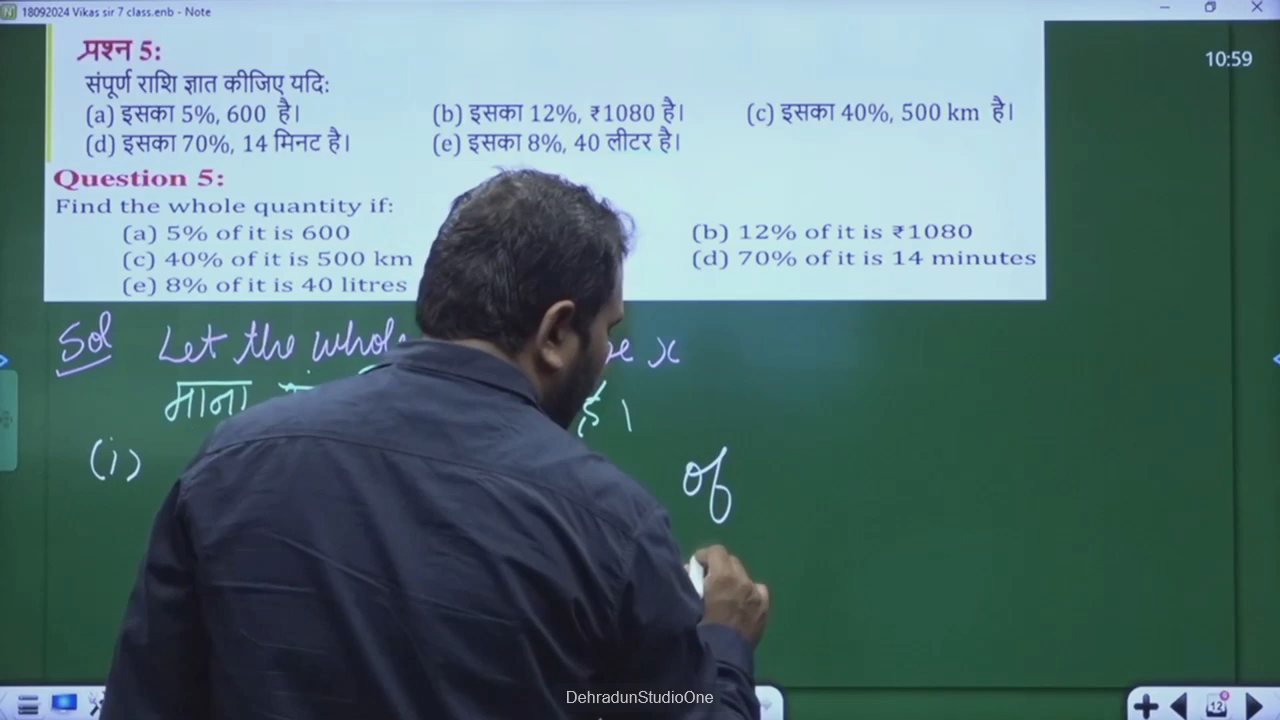 18092024 Vikas sir 7 class.enb - Note
10:59
प्रश्न 5:
संपूर्ण राशि ज्ञात कीजिए यदि:
(a) इसका 5%, 600 है। (b) इसका 12%, ₹1080 है। (c) इसका 40%, 500 km है।
(d) इसका 70%, 14 मिनट है। (e) इसका 8%, 40 लीटर है।
Question 5:
Find the whole quantity if:
(a) 5% of it is 600 (b) 12% of it is ₹1080
(c) 40% of it is 500 km (d) 70% of it is 14 minutes
(e) 8% of it is 40 litres
Sol Let the x
माना है।
(i) of
12
DehradunStudioOne